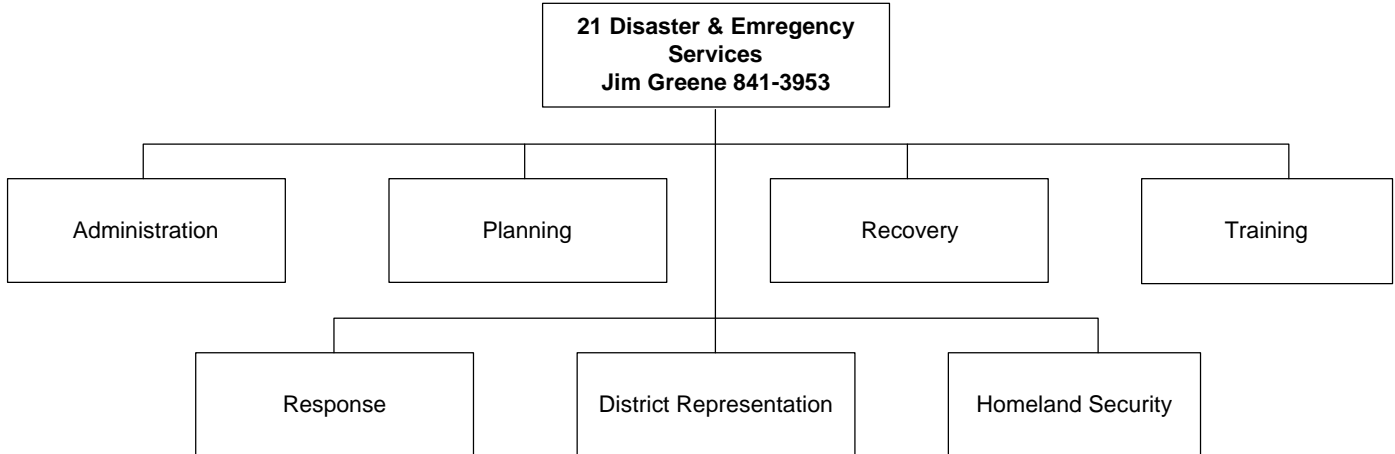 21 Disaster & Emregency
Services
Jim Greene 841-3953
Administration
Planning
Recovery
Training
Response
District Representation
Homeland Security